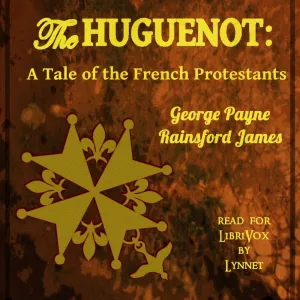 The HUGUENOT:
A Tale of the French Protestants
George Payne
Rainsford James
READ FOR
LIBRIVOX
BY
LYNNET